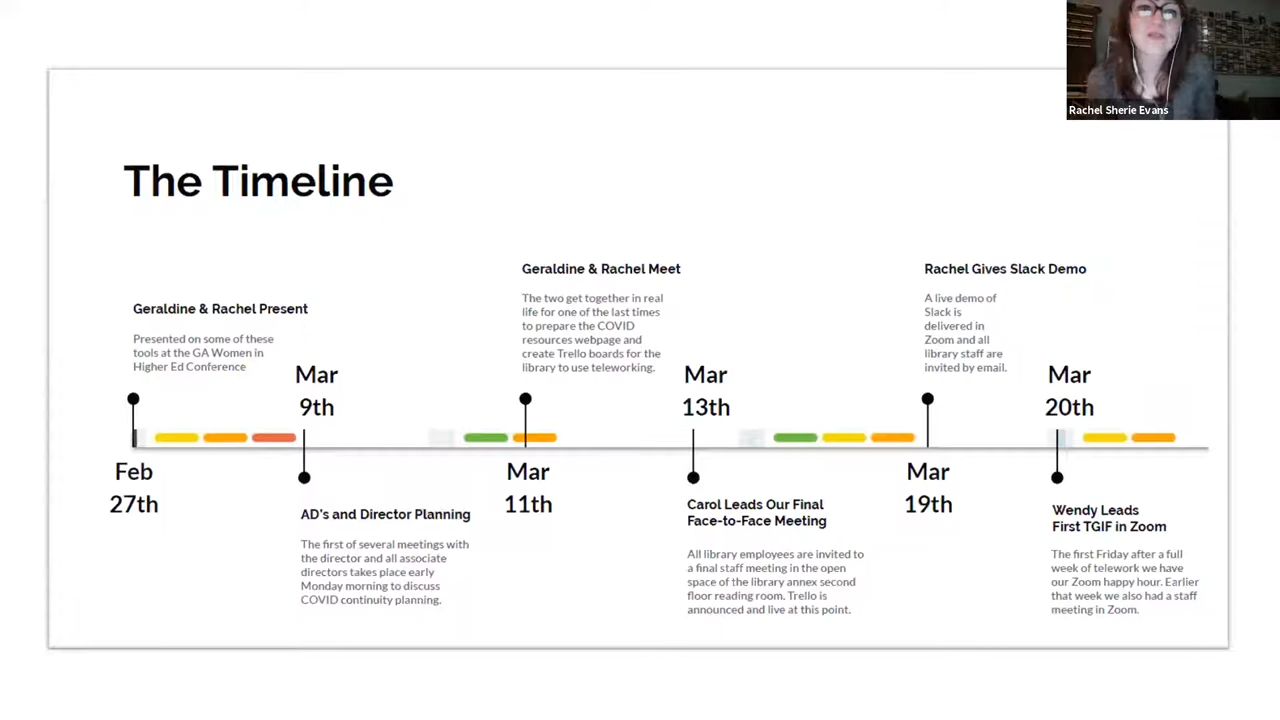 Rachel Sherie Evans
The Timeline
Geraldine & Rachel Present
Presented on some of these
tools at the GA Women in
Higher Ed Conference
Feb
27th
Mar
9th
AD's and Director Planning
The first of several meetings with
the director and all associate
directors takes place early
Monday morning to discuss
COVID continuity planning.
Geraldine & Rachel Meet
The two get together in real
life for one of the last times
to prepare the COVID
resources webpage and
create Trello boards for the
library to use teleworking.
Mar
11th
Mar
13th
Carol Leads Our Final
Face-to-Face Meeting
All library employees are invited to
a final staff meeting in the open
space of the library annex second
floor reading room. Trello is
announced and live at this point.
Rachel Gives Slack Demo
A live demo of
Slack is
delivered in
Zoom and all
library staff are
invited by email.
Mar
19th
Mar
20th
Wendy Leads
First TGIF in Zoom
The first Friday after a full
week of telework we have
our Zoom happy hour. Earlier
that week we also had a staff
meeting in Zoom.